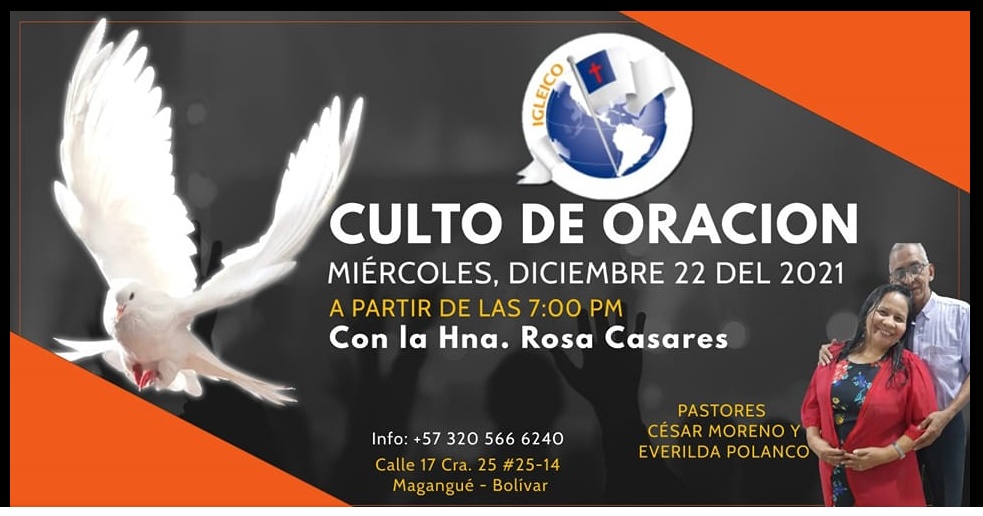 IGLEICO
CULTO DE ORACION
MIÉRCOLES, DICIEMBRE 22 DEL 2021
A PARTIR DE LAS 7:00 PM
Con la Hna. Rosa Casares
PASTORES
CÉSAR MORENO Y
EVERILDA POLANCO
Info: +57 320 566 6240
Calle 17 Cra. 25 #25-14
Magangué - Bolívar